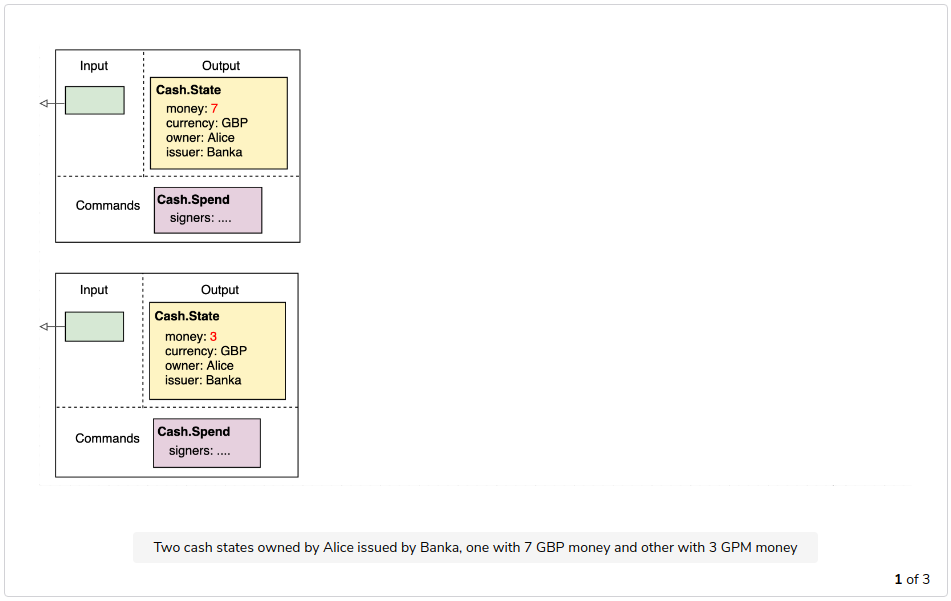 Input Output
Cash.State
money: 7
currency: GBP
owner: Alice
issuer: Banka
Commands
Cash.Spend
signers: ....
Input Output
Cash.State
money: 3
currency: GBP
owner: Alice
issuer: Banka
Commands
Cash.Spend
signers: ....
Two cash states owned by Alice issued by Banka, one with 7 GBP money and other with 3 GPM money
1 of 3